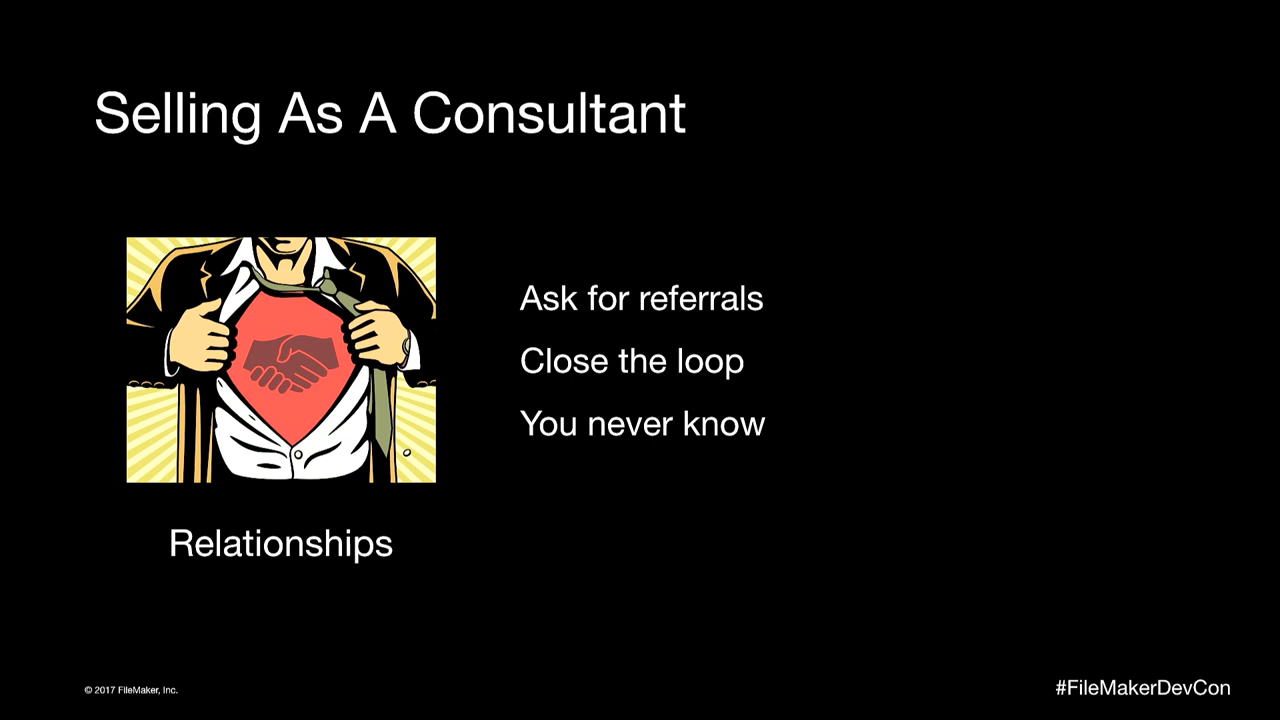 Selling As A Consultant
Ask for referrals
Close the loop
You never know
Relationships
© 2017 FileMaker, Inc.
#FileMakerDevCon